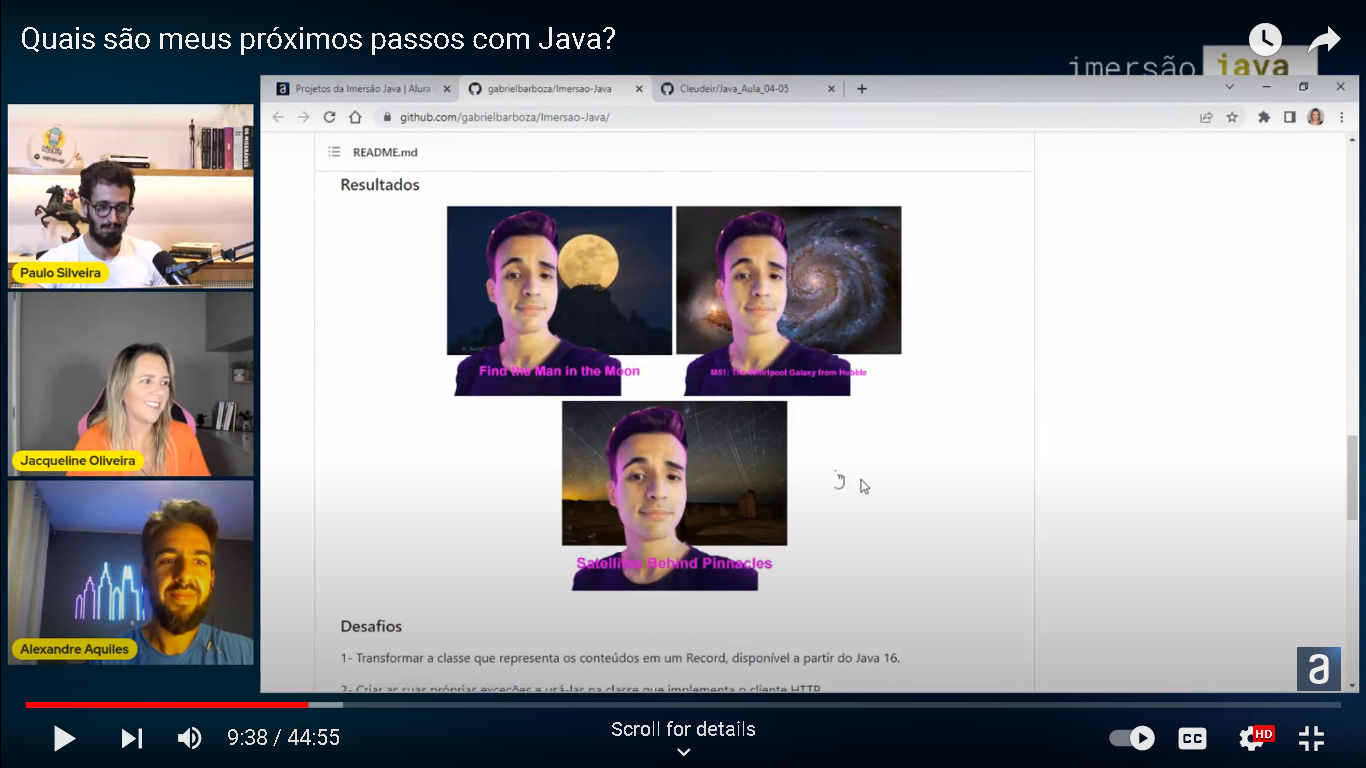 Quais são meus próximos passos com Java?
imersão java
Projetos da Imersão Java | Alura
gabrielbarboza/Imersao-Java
Cleudeir/Java_Aula_04-05
github.com/gabrielbarboza/Imersao-Java/
README.md
Resultados
Find the Man in the Moon
M51: The Whirlpool Galaxy from Hubble
Satellites Behind Pinnacles
Desafios
1- Transformar a classe que representa os conteúdos em um Record, disponível a partir do Java 16.
2- Criar as suas próprias exceções e usá-las na classe que implementa o cliente HTTP
Paulo Silveira
Jacqueline Oliveira
Alexandre Aquiles
a
9:38 / 44:55
Scroll for details
CC
HD